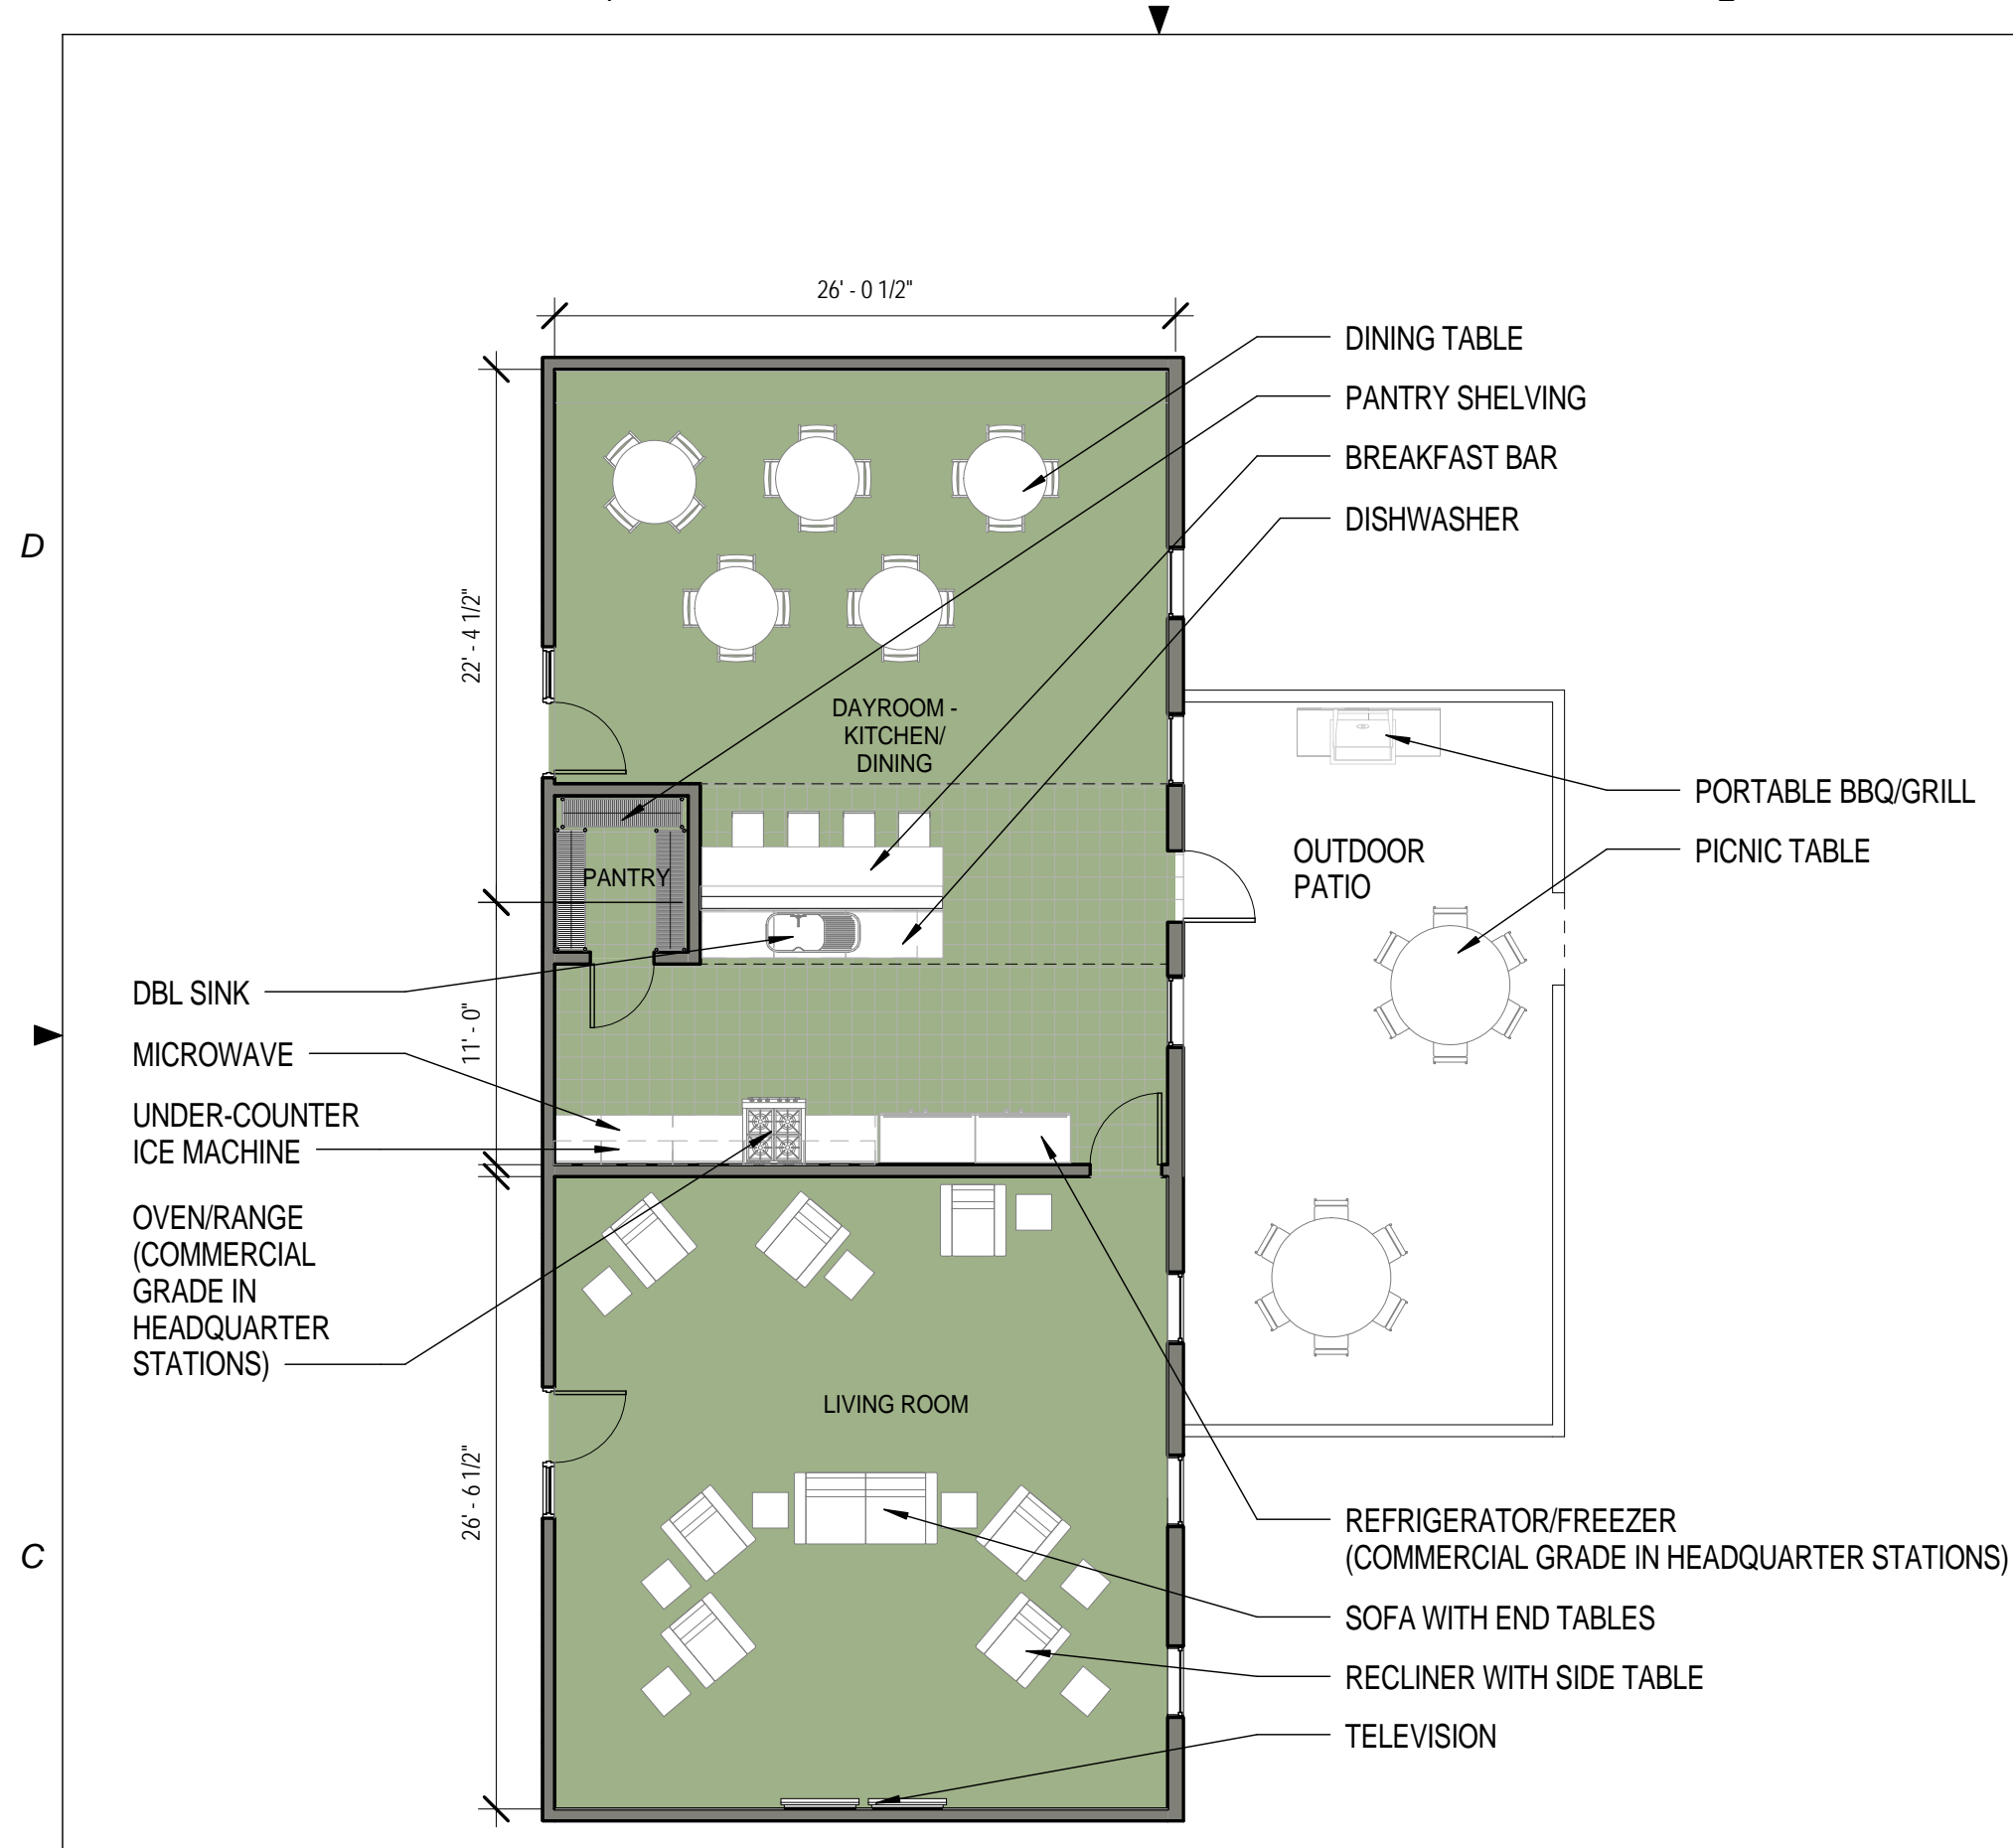 26' - 0 1/2"
DINING TABLE
PANTRY SHELVING
BREAKFAST BAR
DISHWASHER
D
22' - 4 1/2"
DAYROOM -
KITCHEN/
DINING
PORTABLE BBQ/GRILL
OUTDOOR
PATIO
PICNIC TABLE
PANTRY
DBL SINK
11' - 0"
MICROWAVE
UNDER-COUNTER
ICE MACHINE
OVEN/RANGE
(COMMERCIAL
GRADE IN
HEADQUARTER
STATIONS)
LIVING ROOM
26' - 6 1/2"
C
REFRIGERATOR/FREEZER
(COMMERCIAL GRADE IN HEADQUARTER STATIONS)
SOFA WITH END TABLES
RECLINER WITH SIDE TABLE
TELEVISION